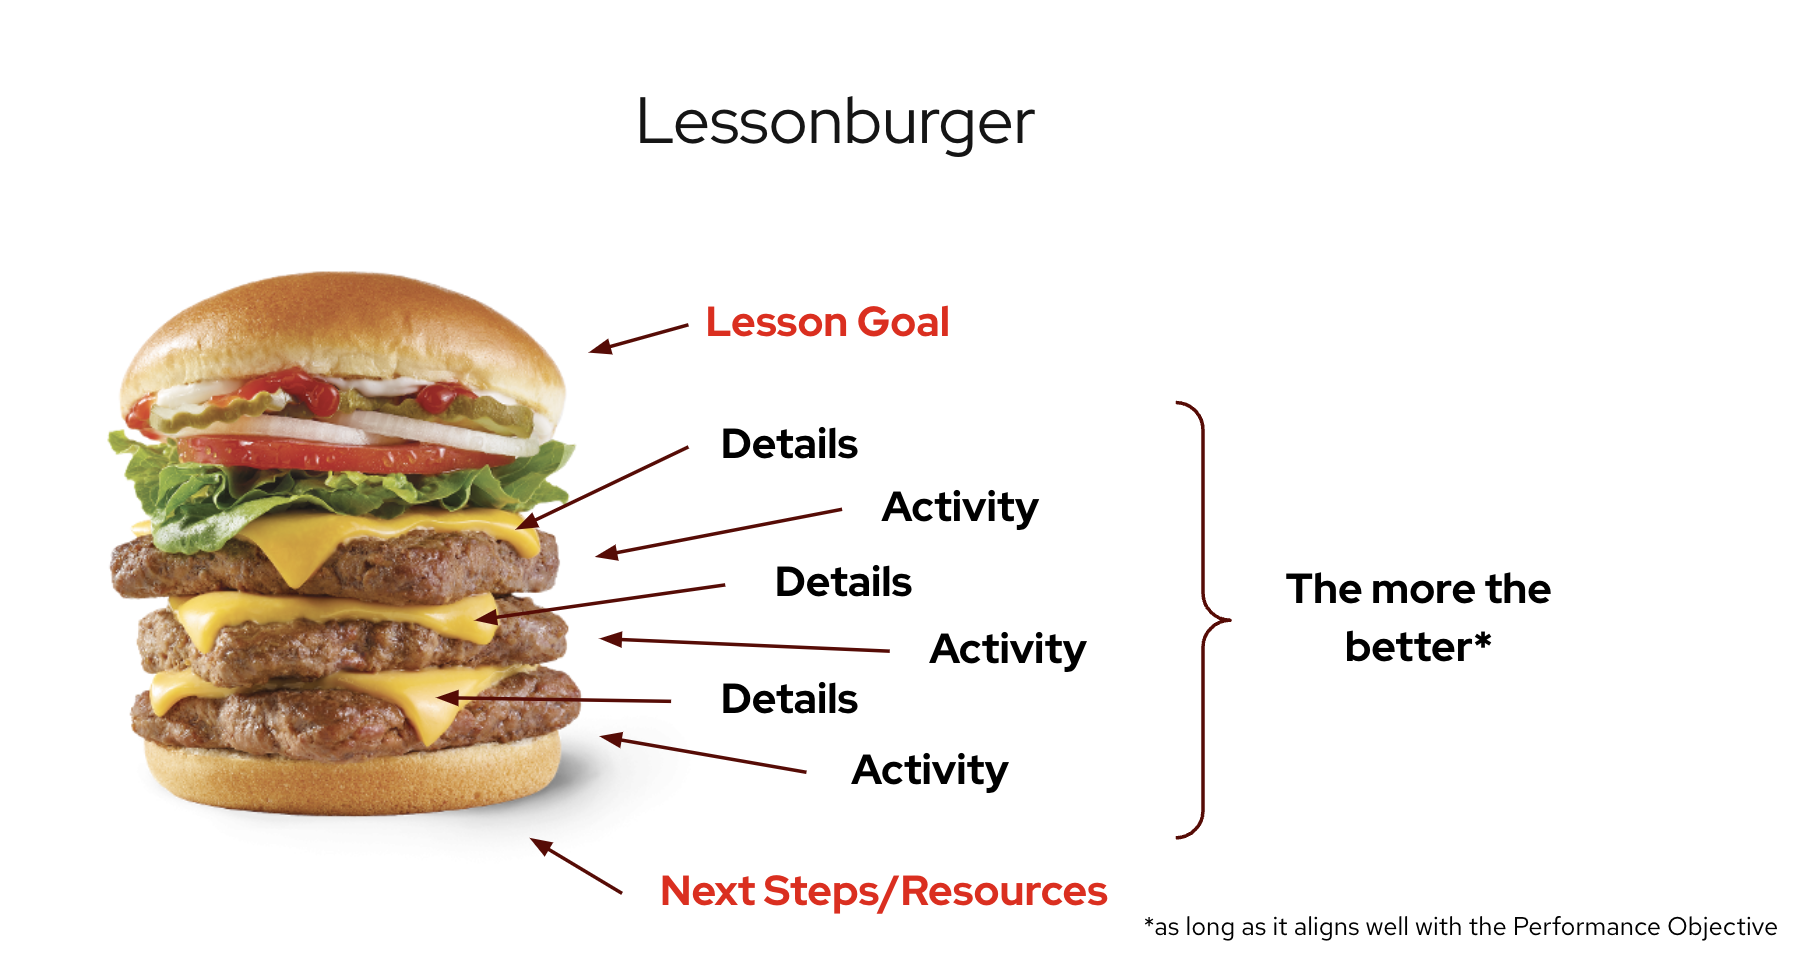 Lessonburger
Lesson Goal
Details
Activity
Details
Activity
Details
Activity
The more the
better*
Next Steps/Resources
*as long as it aligns well with the Performance Objective